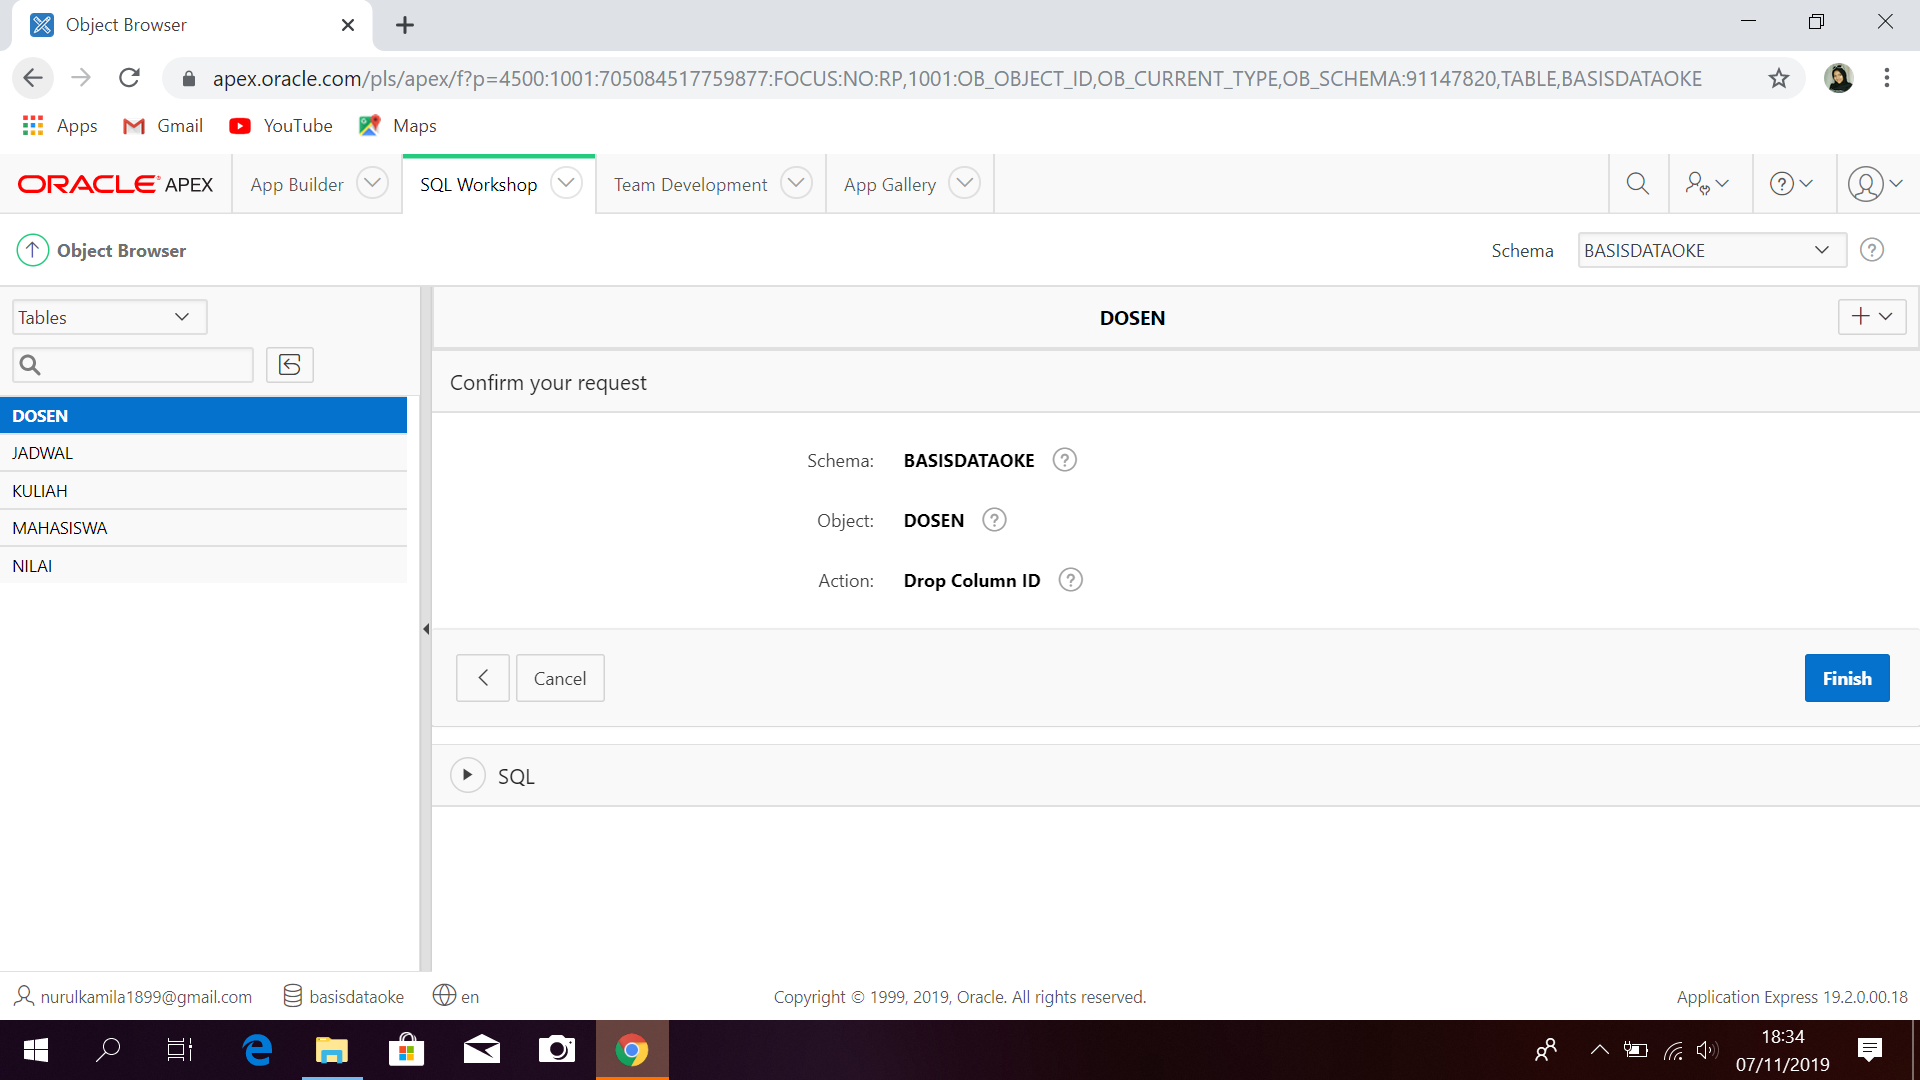 Object Browser
apex.oracle.com/pls/apex/f?p=4500:1001:705084517759877:FOCUS:NO:RP,1001:OB_OBJECT_ID,OB_CURRENT_TYPE,OB_SCHEMA:91147820,TABLE,BASISDATAOKE
Apps Gmail YouTube Maps
ORACLE APEX App Builder SQL Workshop Team Development App Gallery
Object Browser Schema BASISDATAOKE
Tables
DOSEN
JADWAL
KULIAH
MAHASISWA
NILAI
DOSEN
Confirm your request
Schema: BASISDATAOKE
Object: DOSEN
Action: Drop Column ID
Cancel Finish
SQL
nurulkamila1899@gmail.com basisdataoke en Copyright © 1999, 2019, Oracle. All rights reserved. Application Express 19.2.0.00.18
18:34
07/11/2019